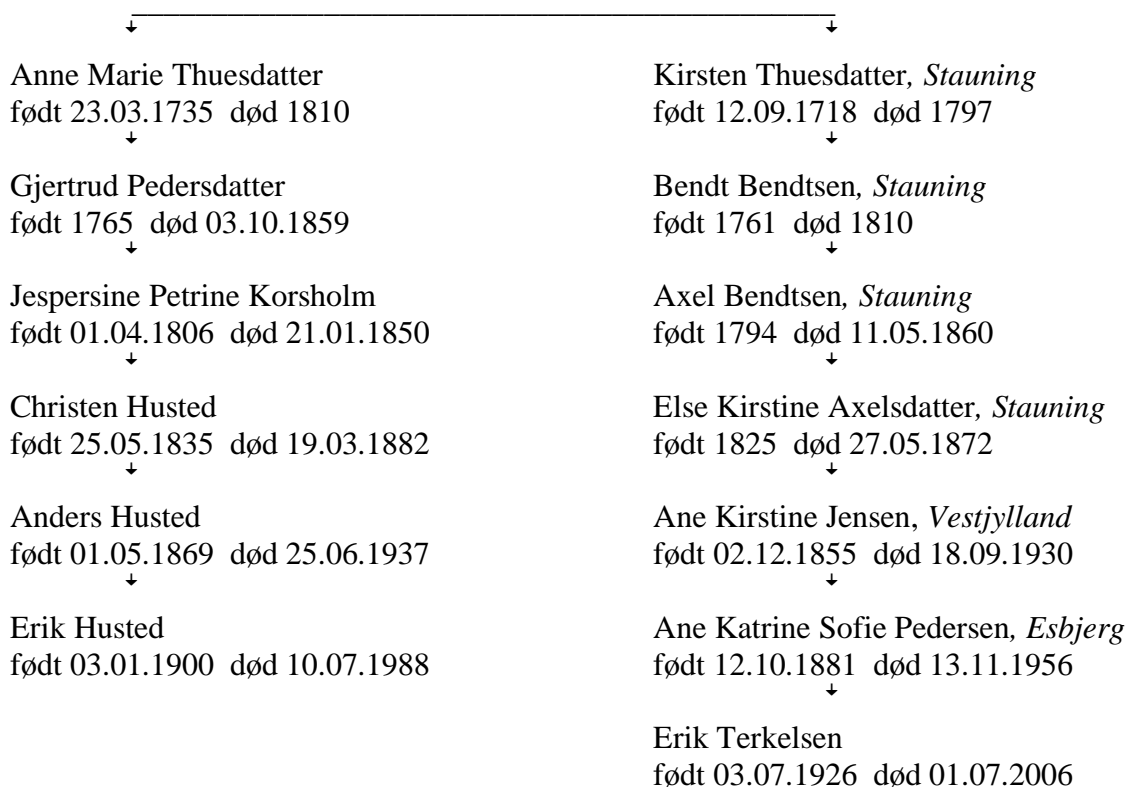 Anne Marie Thuesdatter
født 23.03.1735 død 1810
Gjertrud Pedersdatter
født 1765 død 03.10.1859
Jespersine Petrine Korsholm
født 01.04.1806 død 21.01.1850
Christen Husted
født 25.05.1835 død 19.03.1882
Anders Husted
født 01.05.1869 død 25.06.1937
Erik Husted
født 03.01.1900 død 10.07.1988
Kirsten Thuesdatter, Stauning
født 12.09.1718 død 1797
Bendt Bendtsen, Stauning
født 1761 død 1810
Axel Bendtsen, Stauning
født 1794 død 11.05.1860
Else Kirstine Axelsdatter, Stauning
født 1825 død 27.05.1872
Ane Kirstine Jensen, Vestjylland
født 02.12.1855 død 18.09.1930
Ane Katrine Sofie Pedersen, Esbjerg
født 12.10.1881 død 13.11.1956
Erik Terkelsen
født 03.07.1926 død 01.07.2006